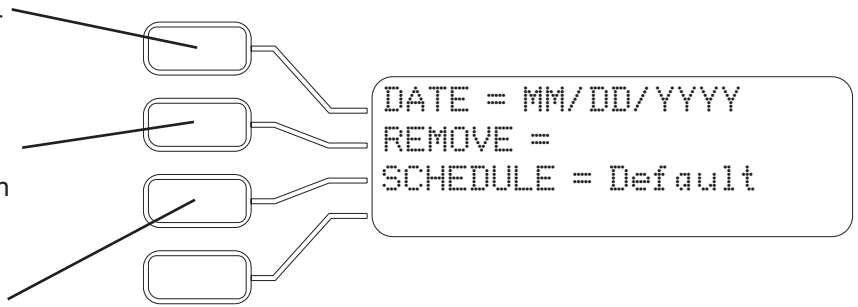 DATE = MM/DD/YYYY
REMOVE =
SCHEDULE = Default